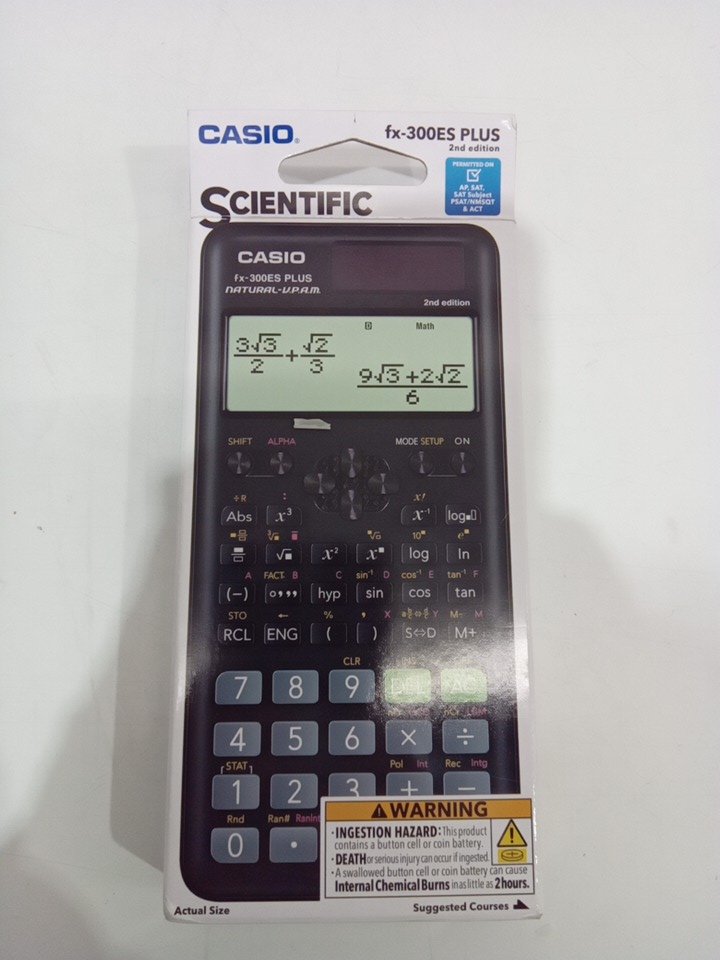 CASIO®
fx-300ES PLUS
2nd edition
PERMITTED ON
AP, SAT,
SAT Subject
PSAT/NMSQT
& ACT
SCIENTIFIC
CASIO
fx-300ES PLUS
NATURAL-V.P.A.M.
2nd edition
D Math
3√3/2 + √2/3
9√3+2√2/6
SHIFT ALPHA MODE SETUP ON
÷R : x!
Abs x³ x⁻¹ log■□
10■ e■
√■ x² x■ log ln
A FACT B C sin⁻¹ D cos⁻¹ E tan⁻¹ F
(−) °,,, hyp sin cos tan
STO ← % , X a b/c⇔d/c Y M− M
RCL ENG ( ) S⇔D M+
CLR
7 8 9 DEL AC
4 5 6 × ÷
STAT Pol Int Rec Intg
1 2 3 + −
Rnd Ran# RanInt
0 •
⚠WARNING
· INGESTION HAZARD: This product
contains a button cell or coin battery.
· DEATH or serious injury can occur if ingested.
· A swallowed button cell or coin battery can cause
Internal Chemical Burns in as little as 2 hours.
Actual Size
Suggested Courses